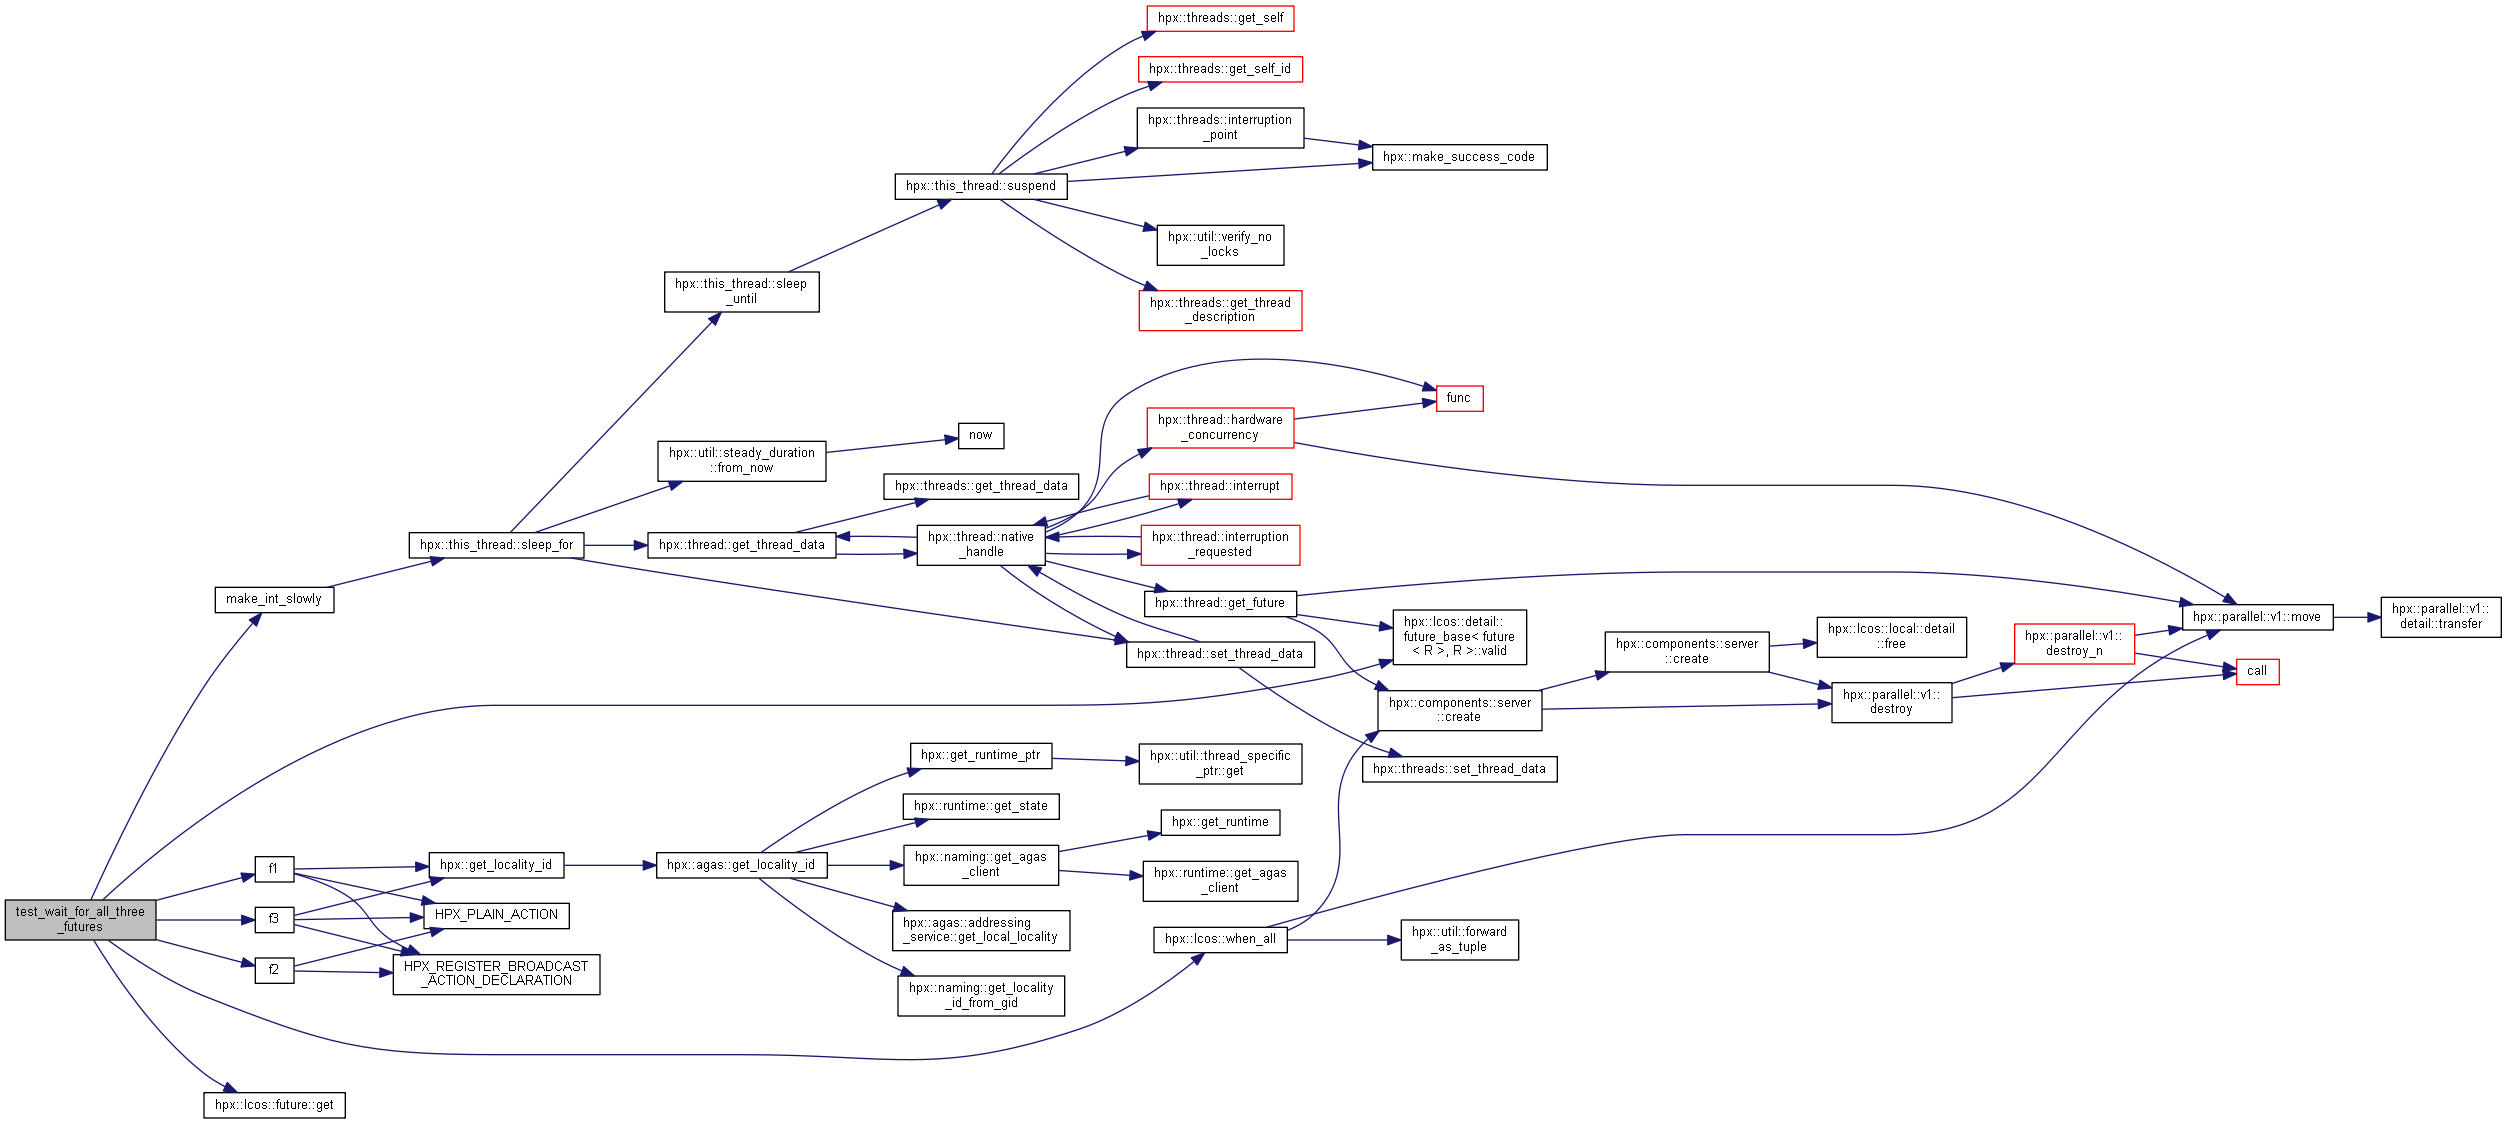 hpx::threads::get_self
hpx::threads::get_self_id
hpx::threads::interruption
_point
hpx::make_success_code
hpx::this_thread::suspend
hpx::util::verify_no
_locks
hpx::this_thread::sleep
_until
hpx::threads::get_thread
_description
func
hpx::thread::hardware
_concurrency
now
hpx::util::steady_duration
::from_now
hpx::threads::get_thread_data
hpx::thread::interrupt
hpx::this_thread::sleep_for
hpx::thread::get_thread_data
hpx::thread::native
_handle
hpx::thread::interruption
_requested
make_int_slowly
hpx::thread::get_future
hpx::lcos::detail::
future_base< future
< R >, R >::valid
hpx::parallel::v1::move
hpx::parallel::v1::
detail::transfer
hpx::lcos::local::detail
::free
hpx::components::server
::create
hpx::parallel::v1::
destroy_n
hpx::thread::set_thread_data
call
hpx::components::server
::create
hpx::parallel::v1::
destroy
hpx::get_runtime_ptr
hpx::util::thread_specific
_ptr::get
hpx::threads::set_thread_data
hpx::runtime::get_state
hpx::get_runtime
f1
hpx::get_locality_id
hpx::agas::get_locality_id
hpx::naming::get_agas
_client
hpx::runtime::get_agas
_client
test_wait_for_all_three
_futures
f3
HPX_PLAIN_ACTION
hpx::agas::addressing
_service::get_local_locality
hpx::lcos::when_all
hpx::util::forward
_as_tuple
f2
HPX_REGISTER_BROADCAST
_ACTION_DECLARATION
hpx::naming::get_locality
_id_from_gid
hpx::lcos::future::get